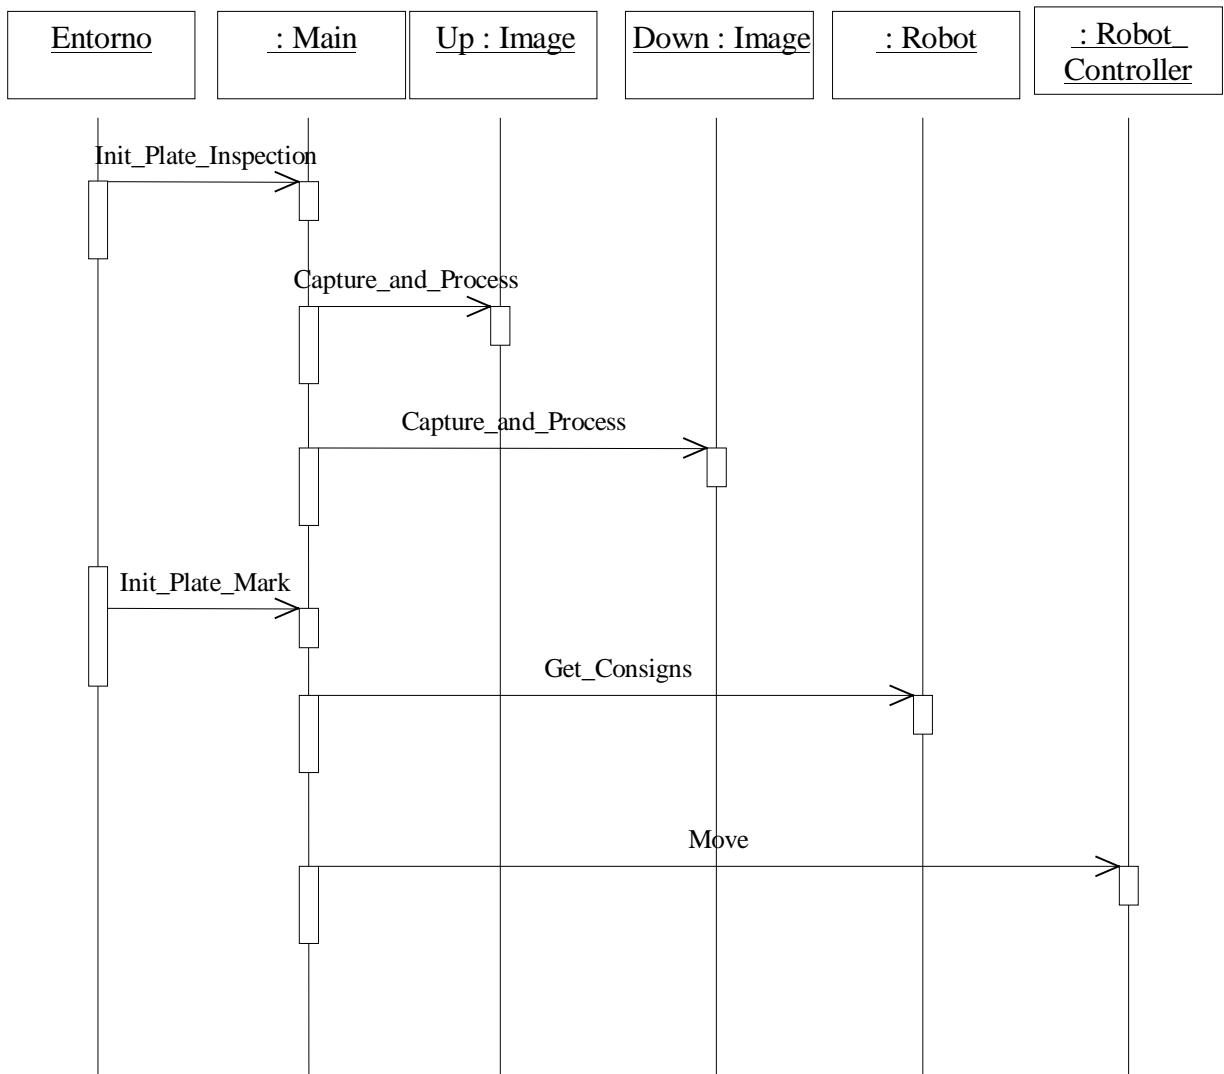 Entorno
: Main
Up : Image
Down : Image
: Robot
: Robot_
Controller
Init_Plate_Inspection
Capture_and_Process
Capture_and_Process
Init_Plate_Mark
Get_Consigns
Move